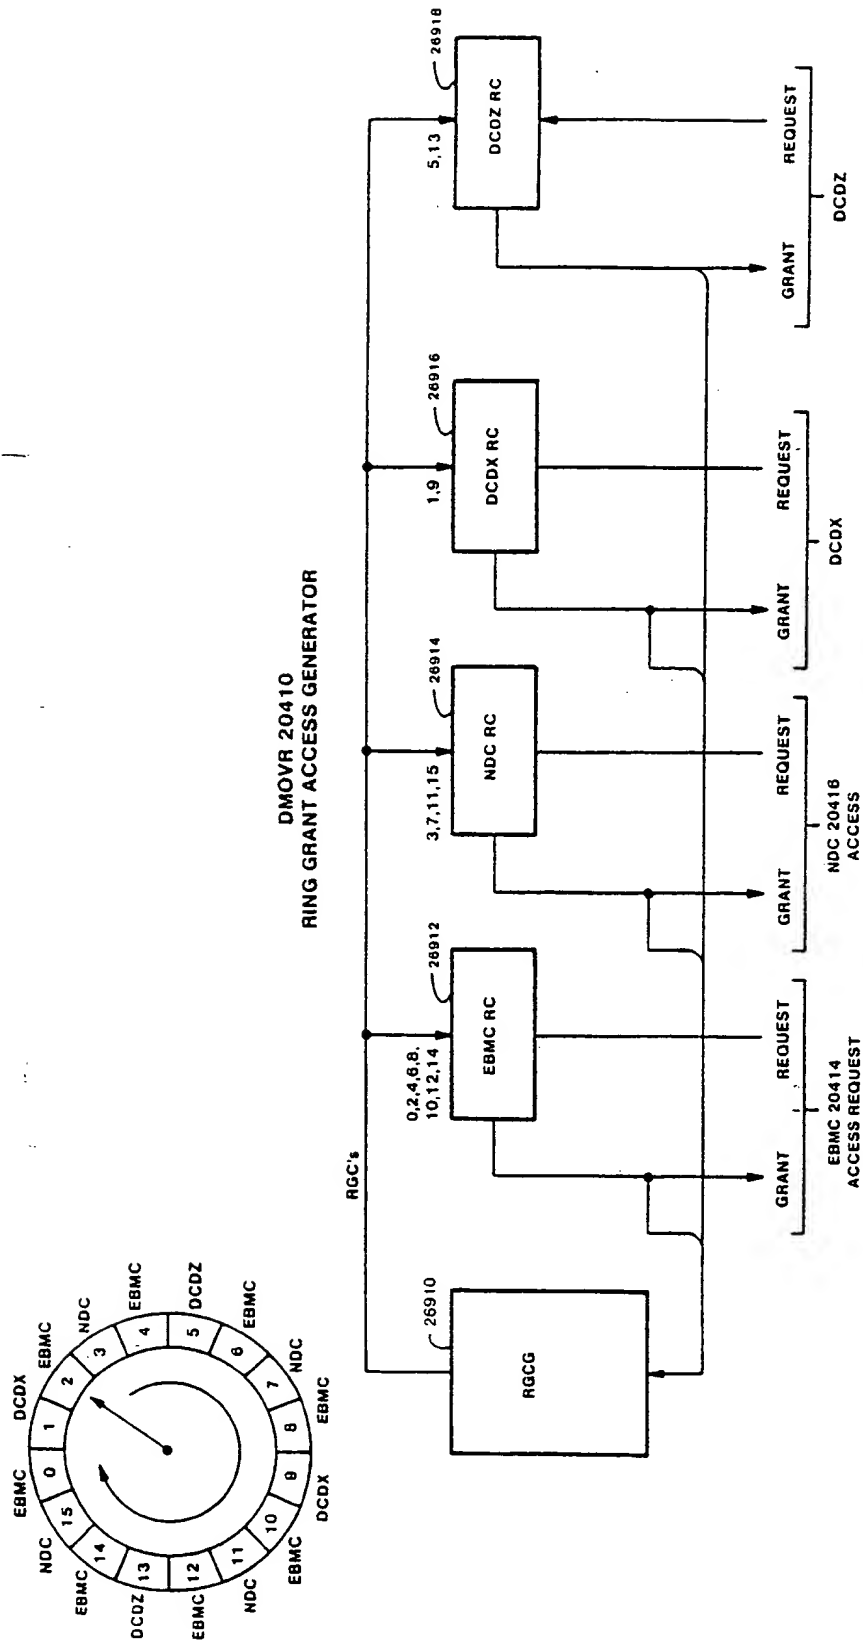 DMOVR 20410
RING GRANT ACCESS GENERATOR
EBMC
DCDX
EBMC
NDC
EBMC
DCDZ
EBMC
NDC
EBMC
DCDX
EBMC
NDC
EBMC
DCDZ
EBMC
NDC
0
1
2
3
4
5
6
7
8
9
10
11
12
13
14
15
RGC's
26910
RGCG
0,2,4,6,8,
10,12,14
26912
EBMC RC
3,7,11,15
26914
NDC RC
1,9
26916
DCDX RC
5,13
26918
DCDZ RC
GRANT REQUEST
EBMC 20414
ACCESS REQUEST
GRANT REQUEST
NDC 20416
ACCESS
GRANT REQUEST
DCDX
GRANT REQUEST
DCDZ